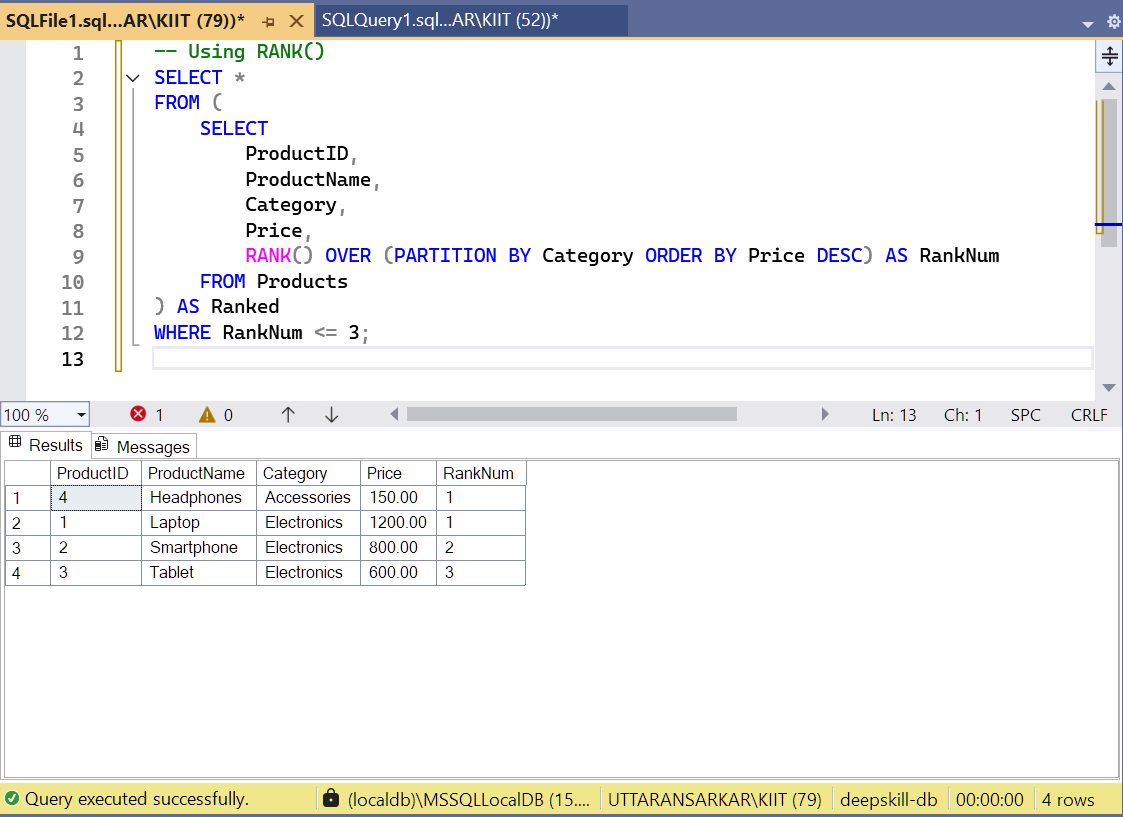 SQLFile1.sql...AR\KIIT (79))* SQLQuery1.sql...AR\KIIT (52))*
1 -- Using RANK()
2 SELECT *
3 FROM (
4 SELECT
5 ProductID,
6 ProductName,
7 Category,
8 Price,
9 RANK() OVER (PARTITION BY Category ORDER BY Price DESC) AS RankNum
10 FROM Products
11 ) AS Ranked
12 WHERE RankNum <= 3;
13
100 % 1 0 Ln: 13 Ch: 1 SPC CRLF
Results Messages
ProductID ProductName Category Price RankNum
1 4 Headphones Accessories 150.00 1
2 1 Laptop Electronics 1200.00 1
3 2 Smartphone Electronics 800.00 2
4 3 Tablet Electronics 600.00 3
Query executed successfully. (localdb)\MSSQLLocalDB (15.... UTTARANSARKAR\KIIT (79) deepskill-db 00:00:00 4 rows